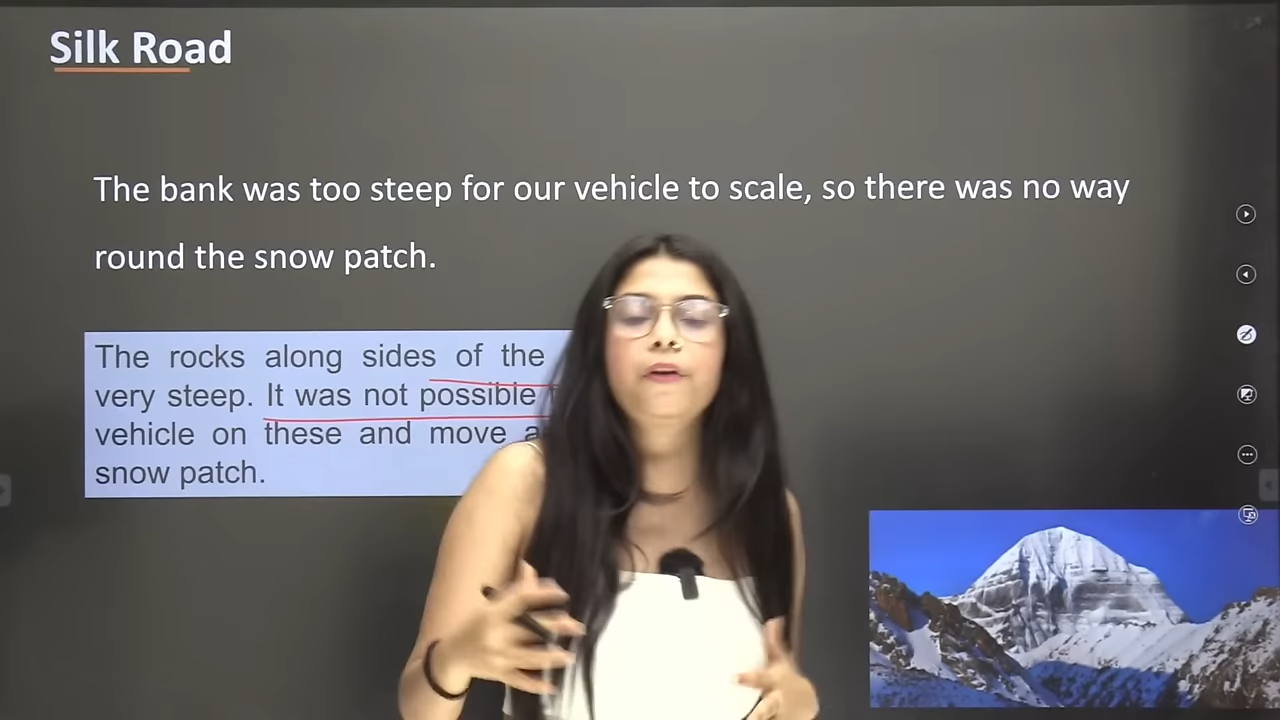 Silk Road
The bank was too steep for our vehicle to scale, so there was no way
round the snow patch.
The rocks along sides of the
very steep. It was not possible
vehicle on these and move
snow patch.